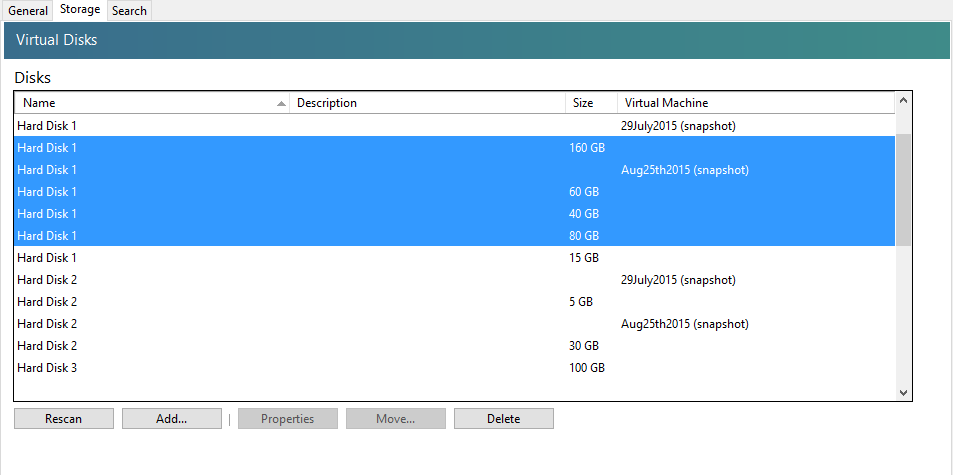 General Storage Search
Virtual Disks
Disks
Name Description Size Virtual Machine
Hard Disk 1 29July2015 (snapshot)
Hard Disk 1 160 GB
Hard Disk 1 Aug25th2015 (snapshot)
Hard Disk 1 60 GB
Hard Disk 1 40 GB
Hard Disk 1 80 GB
Hard Disk 1 15 GB
Hard Disk 2 29July2015 (snapshot)
Hard Disk 2 5 GB
Hard Disk 2 Aug25th2015 (snapshot)
Hard Disk 2 30 GB
Hard Disk 3 100 GB
Rescan Add... | Properties Move... Delete